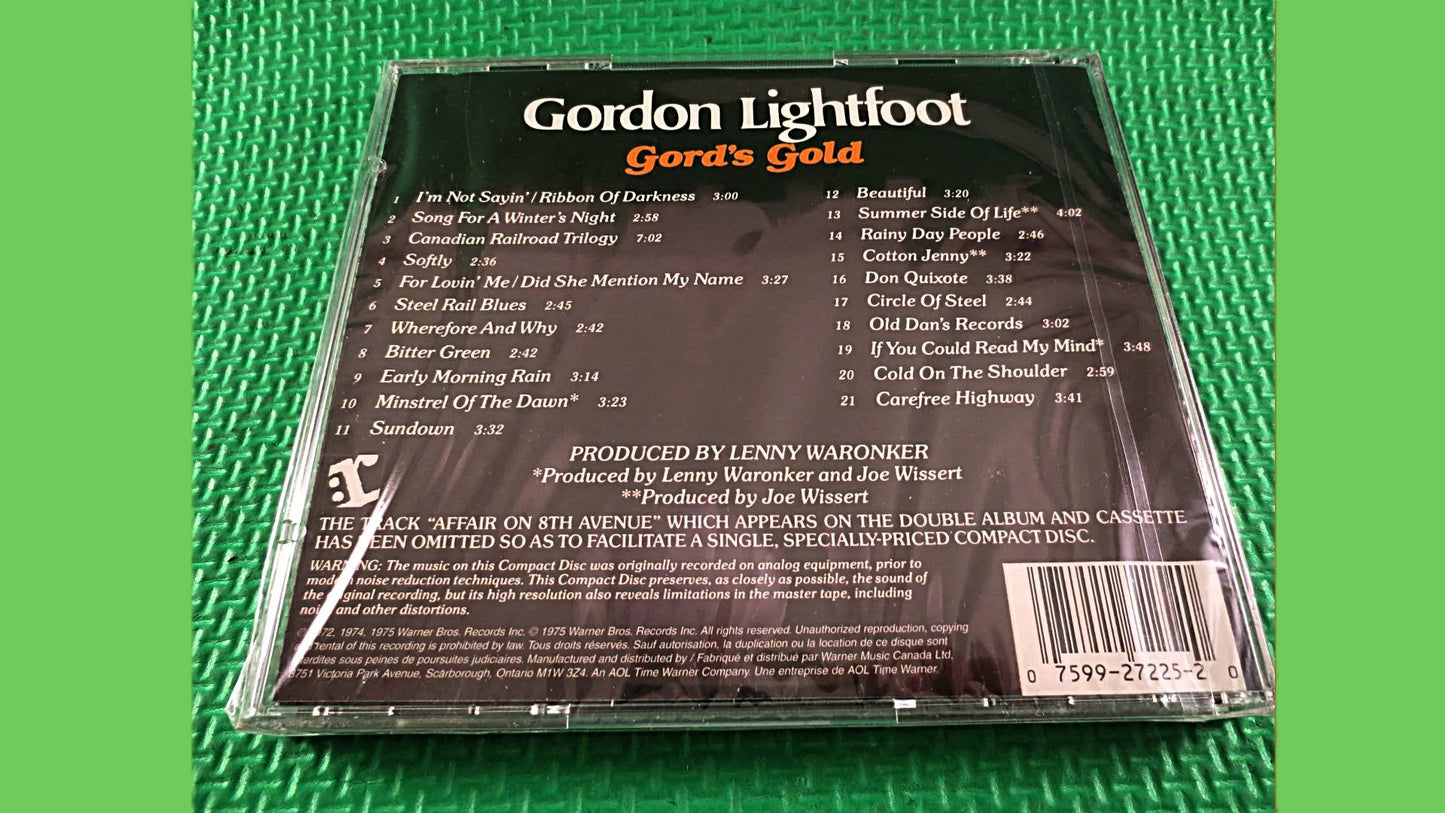 Gordon Lightfoot
Gord's Gold
1 I'm Not Sayin'/Ribbon Of Darkness 3:00
2 Song For A Winter's Night 2:58
3 Canadian Railroad Trilogy 7:02
4 Softly 2:36
5 For Lovin' Me/Did She Mention My Name 3:27
6 Steel Rail Blues 2:45
7 Wherefore And Why 2:42
8 Bitter Green 2:42
9 Early Morning Rain 3:14
10 Minstrel Of The Dawn* 3:23
11 Sundown 3:32
12 Beautiful 3:20
13 Summer Side Of Life** 4:02
14 Rainy Day People 2:46
15 Cotton Jenny** 3:22
16 Don Quixote 3:38
17 Circle Of Steel 2:44
18 Old Dan's Records 3:02
19 If You Could Read My Mind* 3:48
20 Cold On The Shoulder 2:59
21 Carefree Highway 3:41
PRODUCED BY LENNY WARONKER
*Produced by Lenny Waronker and Joe Wissert
**Produced by Joe Wissert
:r
THE TRACK "AFFAIR ON 8TH AVENUE" WHICH APPEARS ON THE DOUBLE ALBUM AND CASSETTE
HAS BEEN OMITTED SO AS TO FACILITATE A SINGLE, SPECIALLY-PRICED COMPACT DISC.
WARNING: The music on this Compact Disc was originally recorded on analog equipment, prior to
modern noise reduction techniques. This Compact Disc preserves, as closely as possible, the sound of
the original recording, but its high resolution also reveals limitations in the master tape, including
noise and other distortions.
1974, 1975 Warner Bros. Records Inc. © 1975 Warner Bros. Records Inc. All rights reserved. Unauthorized reproduction, copying
rental of this recording is prohibited by law. Tous droits réservés. Sauf autorisation, la duplication ou la location de ce disque sont
interdites sous peines de poursuites judiciaires. Manufactured and distributed by / Fabriqué et distribué par Warner Music Canada Ltd,
3751 Victoria Park Avenue, Scarborough, Ontario M1W 3Z4. An AOL Time Warner Company. Une entreprise de AOL Time Warner.
0 7599-27225-2 0